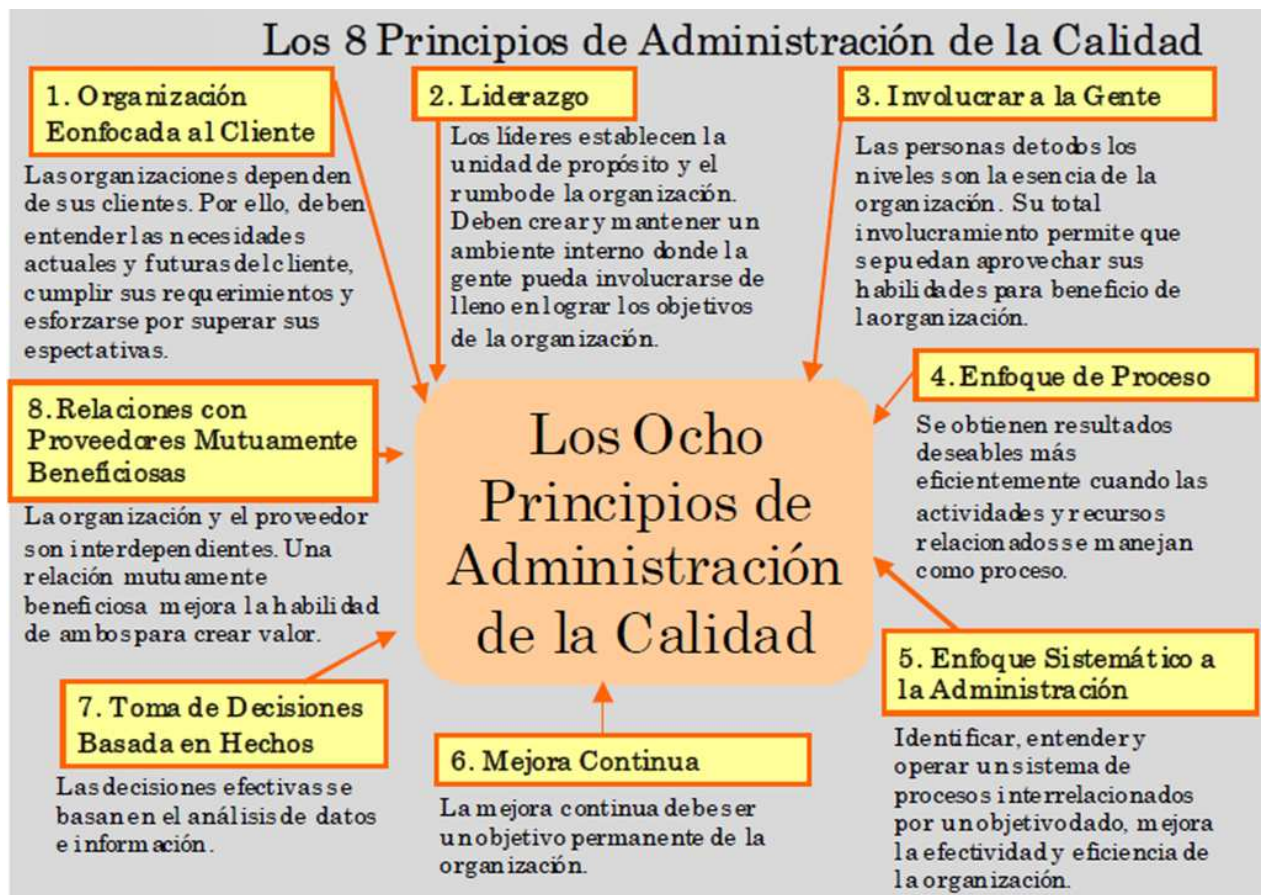 Los 8 Principios de Administración de la Calidad
1. Organización
Eonfocada al Cliente
Las organizaciones dependen
de sus clientes. Por ello, deben
entender las necesidades
actuales y futuras del cliente,
cumplir sus requerimientos y
esforzarse por superar sus
espectativas.
2. Liderazgo
Los líderes establecen la
unidad de propósito y el
rumbo de la organización.
Deben crear y mantener un
ambiente interno donde la
gente pueda involucrarse de
lleno en lograr los objetivos
de la organización.
3. Involucrar a la Gente
Las personas de todos los
niveles son la esencia de la
organización. Su total
involucramiento permite que
se puedan aprovechar sus
habilidades para beneficio de
la organización.
4. Enfoque de Proceso
Se obtienen resultados
deseables más
eficientemente cuando las
actividades y recursos
relacionados se manejan
como proceso.
5. Enfoque Sistemático a
la Administración
Identificar, entender y
operar un sistema de
procesos interrelacionados
por un objetivo dado, mejora
la efectividad y eficiencia de
la organización.
6. Mejora Continua
La mejora continua debe ser
un objetivo permanente de la
organización.
7. Toma de Decisiones
Basada en Hechos
Las decisiones efectivas se
basan en el análisis de datos
e información.
8. Relaciones con
Proveedores Mutuamente
Beneficiosas
La organización y el proveedor
son interdependientes. Una
relación mutuamente
beneficiosa mejora la habilidad
de ambos para crear valor.
Los Ocho
Principios de
Administración
de la Calidad